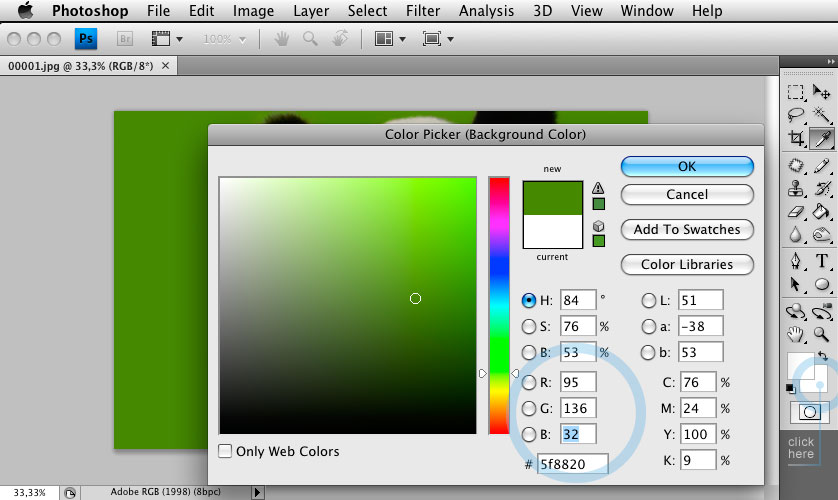 Photoshop File Edit Image Layer Select Filter Analysis 3D View Window Help
Ps Br 100%
00001.jpg @ 33,3% (RGB/8*)
Color Picker (Background Color)
new
current
OK
Cancel
Add To Swatches
Color Libraries
H: 84 °
S: 76 %
B: 53 %
R: 95
G: 136
B: 32
# 5f8820
L: 51
a: -38
b: 53
C: 76 %
M: 24 %
Y: 100 %
K: 9 %
Only Web Colors
T
click
here
33,33% Adobe RGB (1998) (8bpc)